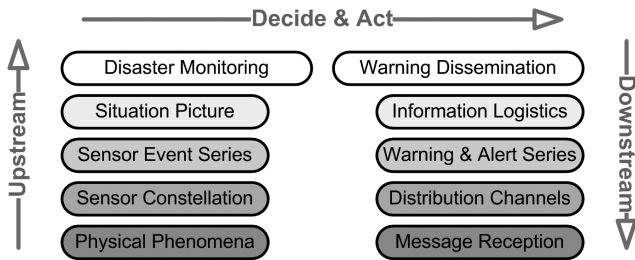 Decide & Act
Upstream
Disaster Monitoring
Situation Picture
Sensor Event Series
Sensor Constellation
Physical Phenomena
Warning Dissemination
Information Logistics
Warning & Alert Series
Distribution Channels
Message Reception
Downstream